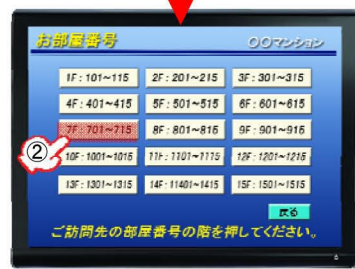 お部屋番号 〇〇マンション
1F：101~115 2F：201~215 3F：301~315
4F：401~415 5F：501~515 6F：601~615
7F：701~715 8F：801~815 9F：901~915
② 10F：1001~1015 11F：1101~1115 12F：1201~1215
13F：1301~1315 14F：11401~1415 15F：1501~1515
戻る
ご訪問先の部屋番号の階を押してください。